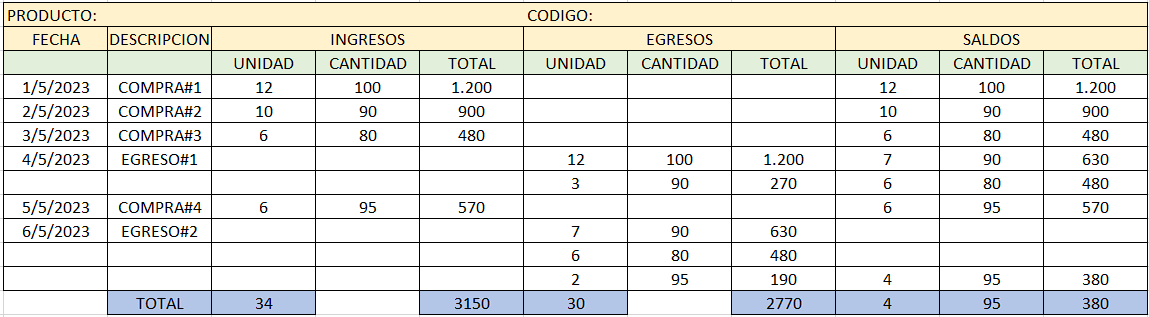 PRODUCTO: CODIGO:
FECHA DESCRIPCION INGRESOS EGRESOS SALDOS
UNIDAD CANTIDAD TOTAL UNIDAD CANTIDAD TOTAL UNIDAD CANTIDAD TOTAL
1/5/2023 COMPRA#1 12 100 1.200 12 100 1.200
2/5/2023 COMPRA#2 10 90 900 10 90 900
3/5/2023 COMPRA#3 6 80 480 6 80 480
4/5/2023 EGRESO#1 12 100 1.200 7 90 630
3 90 270 6 80 480
5/5/2023 COMPRA#4 6 95 570 6 95 570
6/5/2023 EGRESO#2 7 90 630
6 80 480
2 95 190 4 95 380
TOTAL 34 3150 30 2770 4 95 380